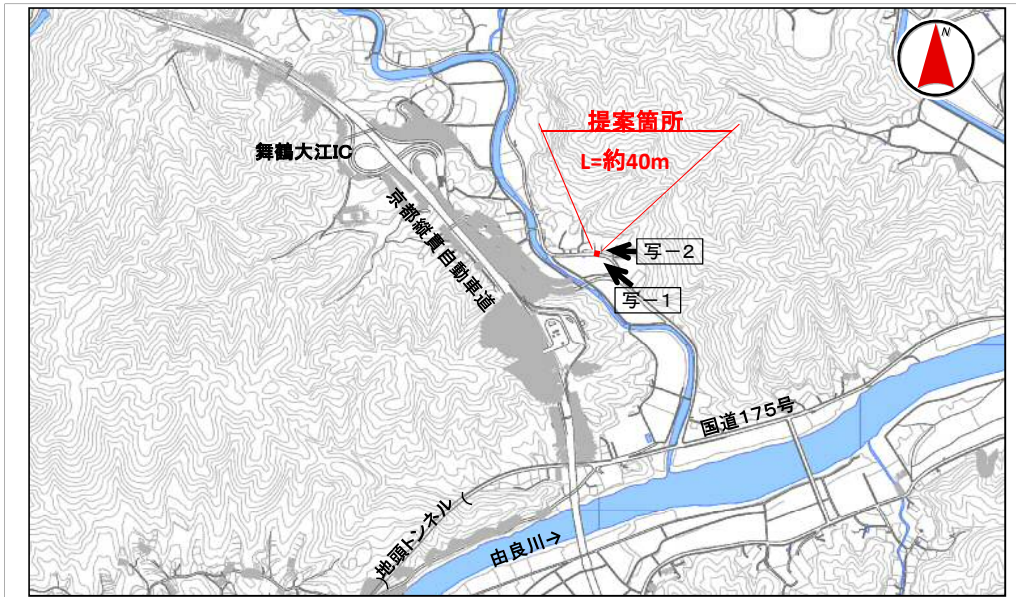 N
提案箇所
L=約40m
舞鶴大江IC
京都縦貫自動車道
写-2
写-1
国道175号
地頭トンネル
由良川→